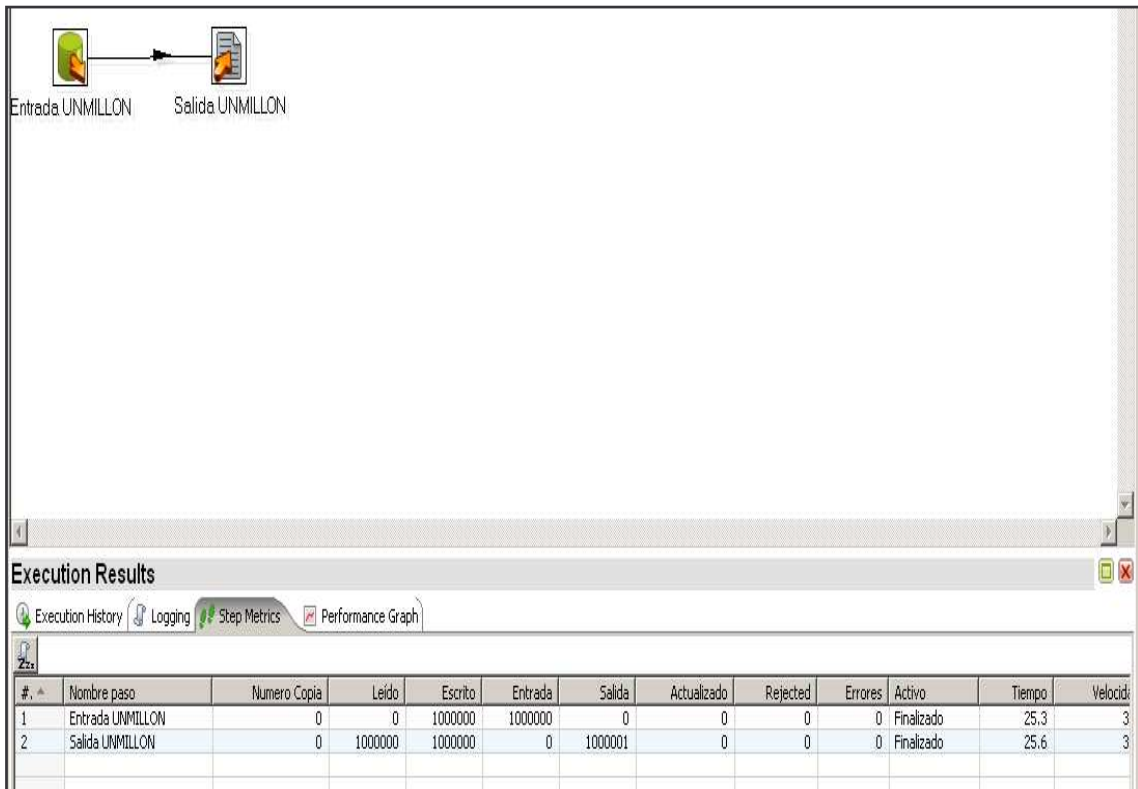 Entrada UNMILLON Salida UNMILLON
Execution Results
Execution History Logging Step Metrics Performance Graph
#. Nombre paso Numero Copia Leído Escrito Entrada Salida Actualizado Rejected Errores Activo Tiempo Velocida
1 Entrada UNMILLON 0 0 1000000 1000000 0 0 0 0 Finalizado 25.3 3
2 Salida UNMILLON 0 1000000 1000000 0 1000001 0 0 0 Finalizado 25.6 3